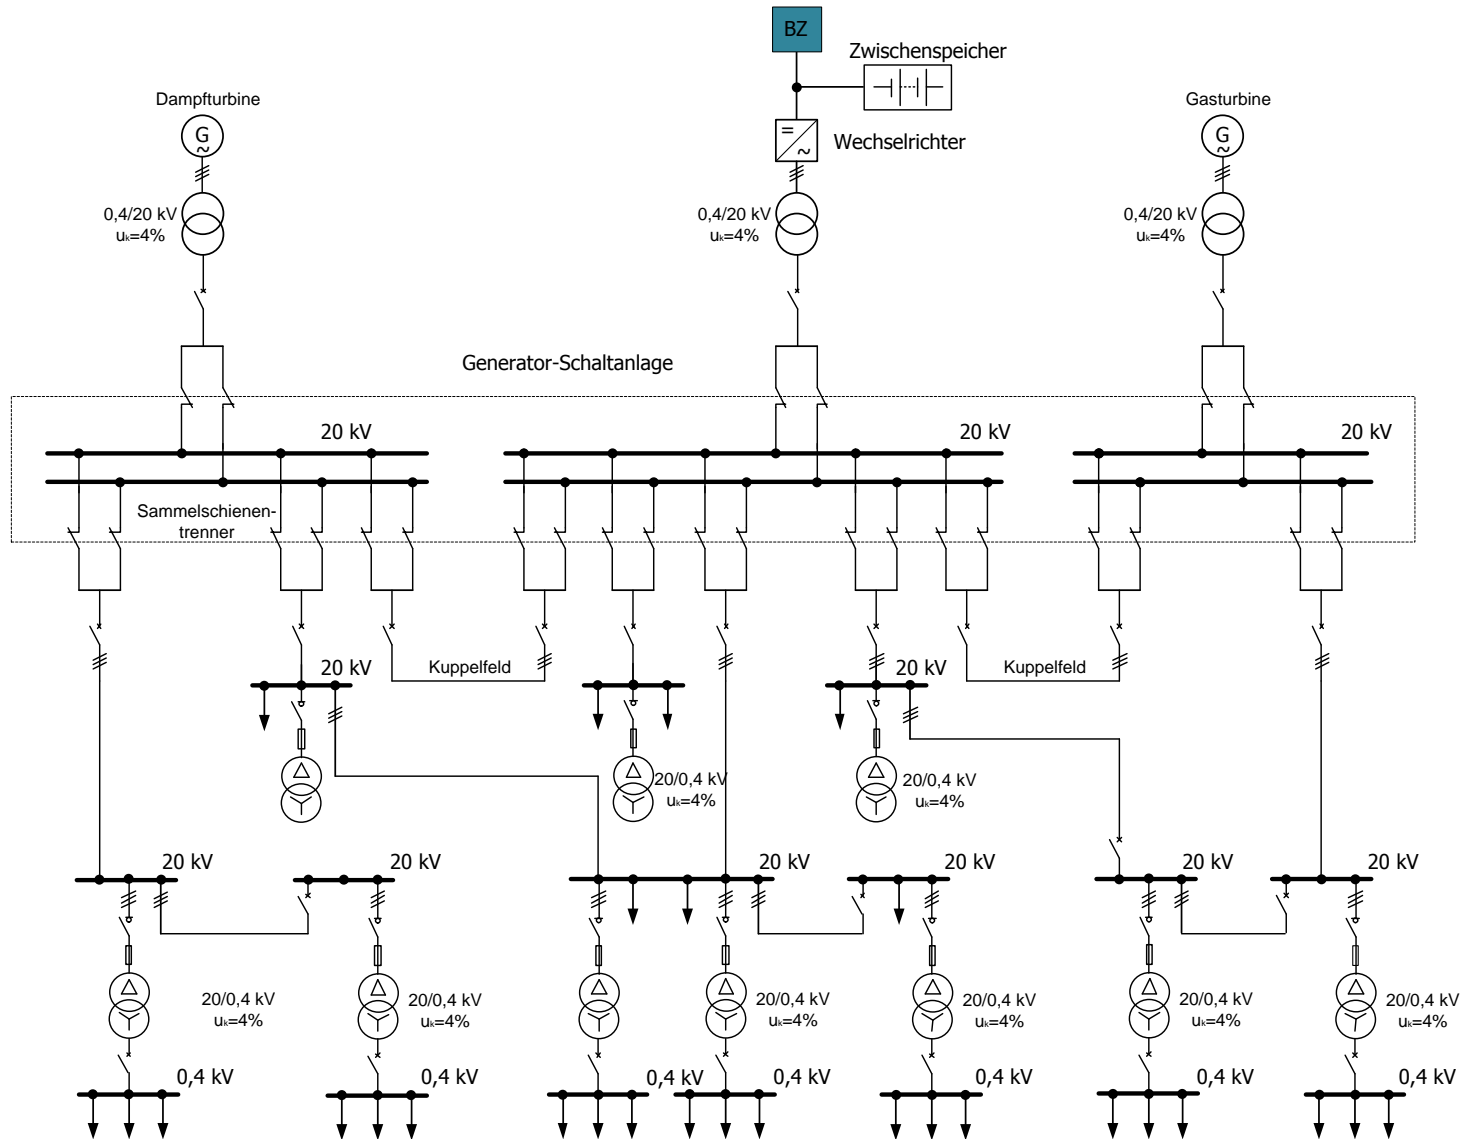 BZ
Zwischenspeicher
Dampfturbine
Gasturbine
G
~
=
~
Wechselrichter
G
~
0,4/20 kV
uₖ=4%
0,4/20 kV
uₖ=4%
0,4/20 kV
uₖ=4%
Generator-Schaltanlage
20 kV
20 kV
20 kV
Sammelschienen-
trenner
Kuppelfeld
Kuppelfeld
20 kV
20 kV
20/0,4 kV
uₖ=4%
20/0,4 kV
uₖ=4%
20 kV
20 kV
20 kV
20 kV
20 kV
20 kV
20/0,4 kV
uₖ=4%
20/0,4 kV
uₖ=4%
20/0,4 kV
uₖ=4%
20/0,4 kV
uₖ=4%
20/0,4 kV
uₖ=4%
20/0,4 kV
uₖ=4%
0,4 kV
0,4 kV
0,4 kV
0,4 kV
0,4 kV
0,4 kV
0,4 kV